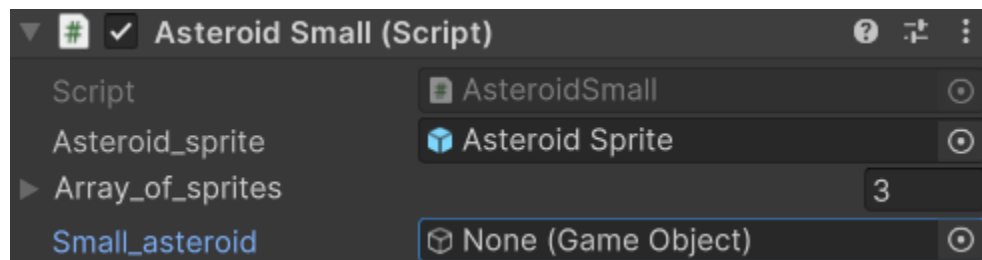 Asteroid Small (Script)
Script AsteroidSmall
Asteroid_sprite Asteroid Sprite
Array_of_sprites 3
Small_asteroid None (Game Object)